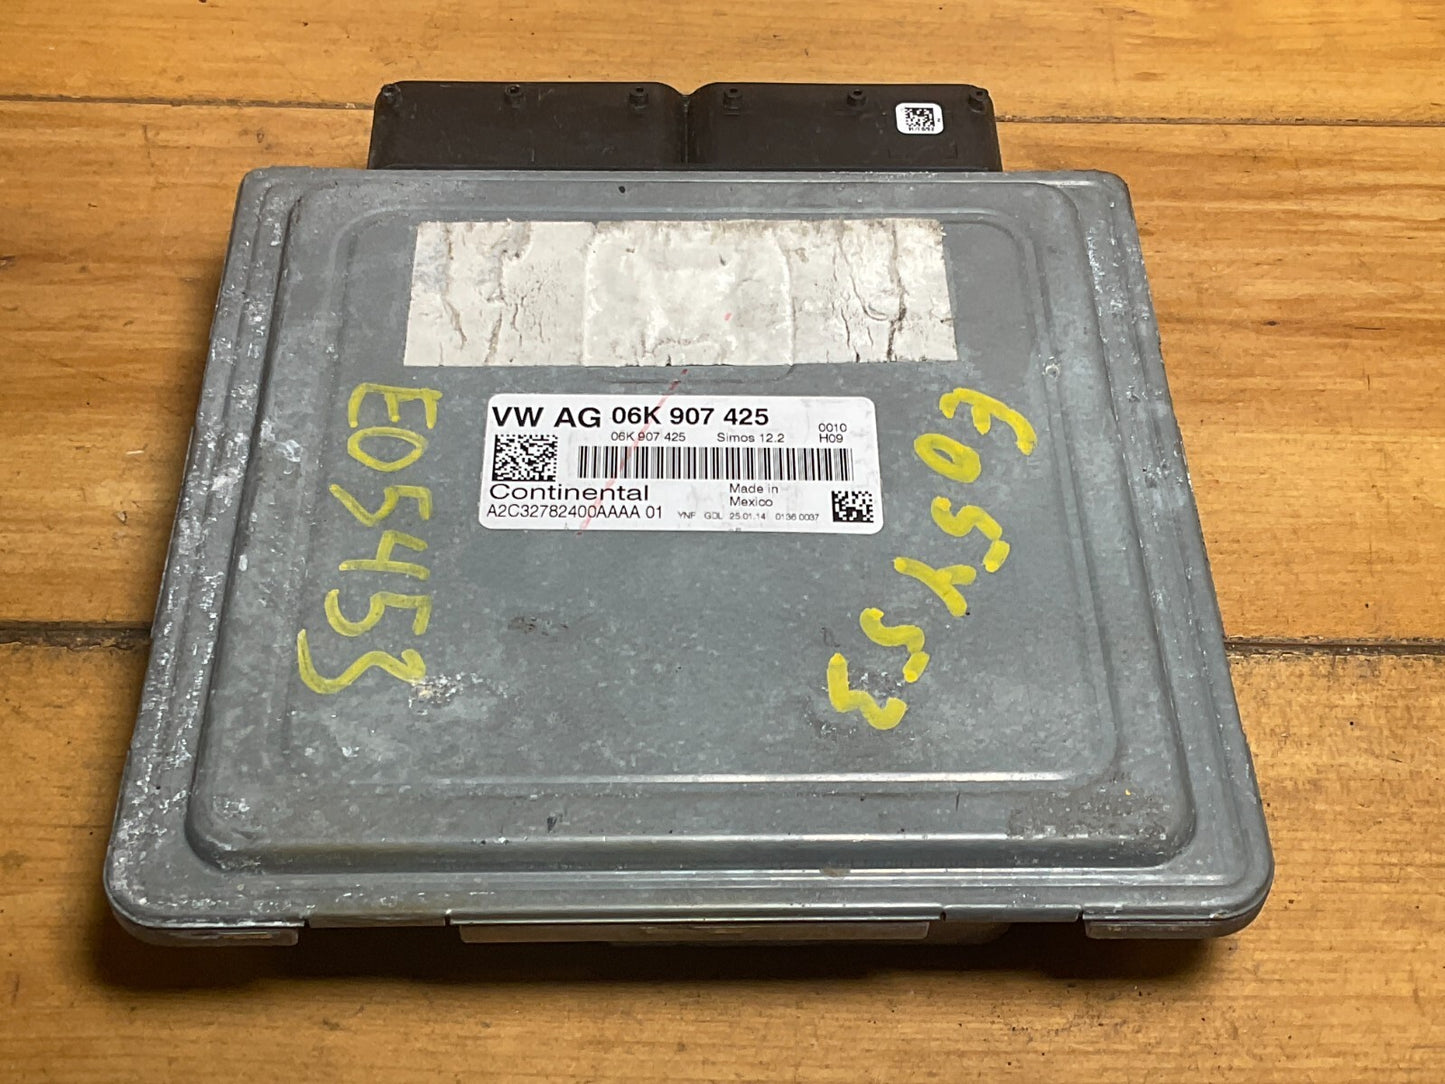 VW AG 06K 907 425
06K 907 425 Simos 12.2 0010
H09
Continental Made in
Mexico
A2C32782400AAAA 01 YNF GDL 25.01.14 0136 0037
E05453
E05Y53